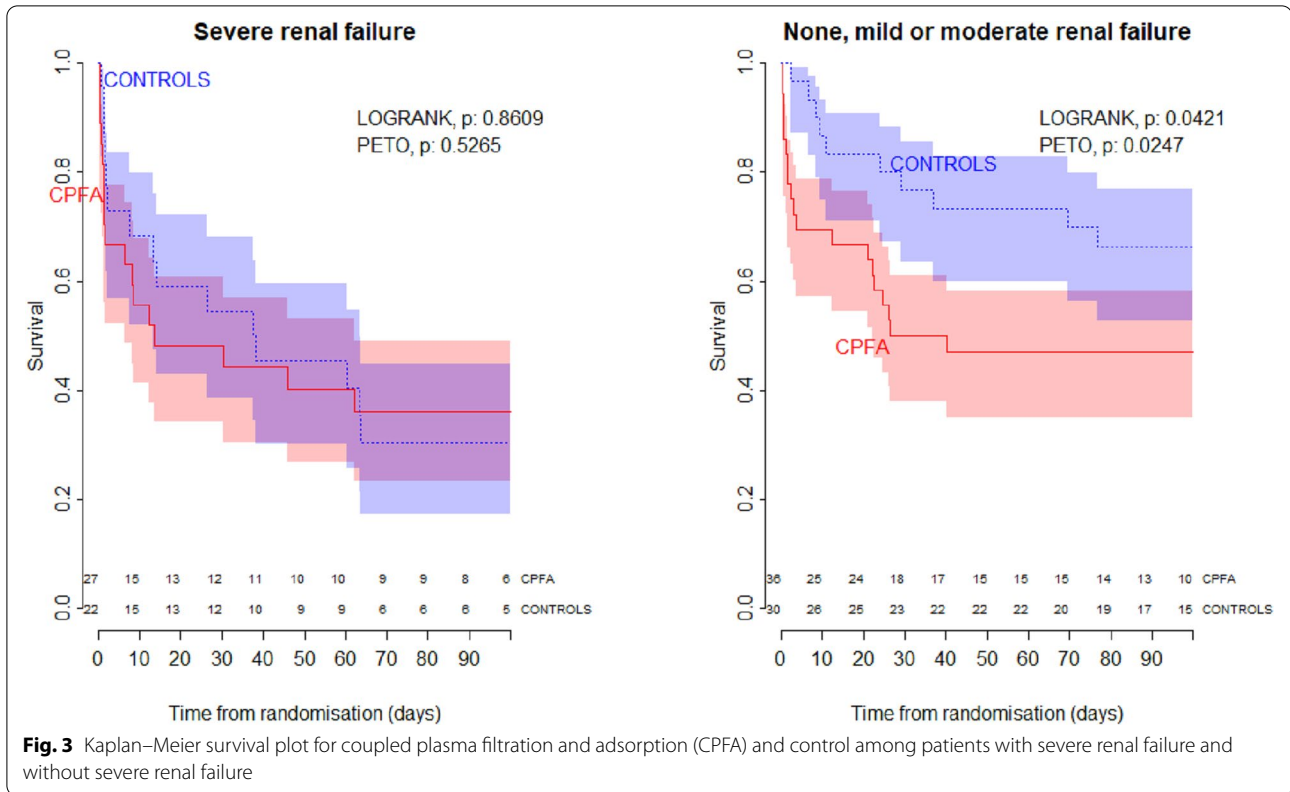 Severe renal failure
1.0
CONTROLS
LOGRANK, p: 0.8609
PETO, p: 0.5265
0.8
CPFA
0.6
Survival
0.4
0.2
27 15 13 12 11 10 10 9 9 8 6 CPFA
22 15 13 12 10 9 9 6 6 6 5 CONTROLS
0.0
0 10 20 30 40 50 60 70 80 90
Time from randomisation (days)
None, mild or moderate renal failure
1.0
LOGRANK, p: 0.0421
PETO, p: 0.0247
CONTROLS
0.8
0.6
Survival
CPFA
0.4
0.2
36 25 24 18 17 15 15 15 14 13 10 CPFA
30 26 25 23 22 22 22 20 19 17 15 CONTROLS
0.0
0 10 20 30 40 50 60 70 80 90
Time from randomisation (days)
Fig. 3 Kaplan–Meier survival plot for coupled plasma filtration and adsorption (CPFA) and control among patients with severe renal failure and
without severe renal failure